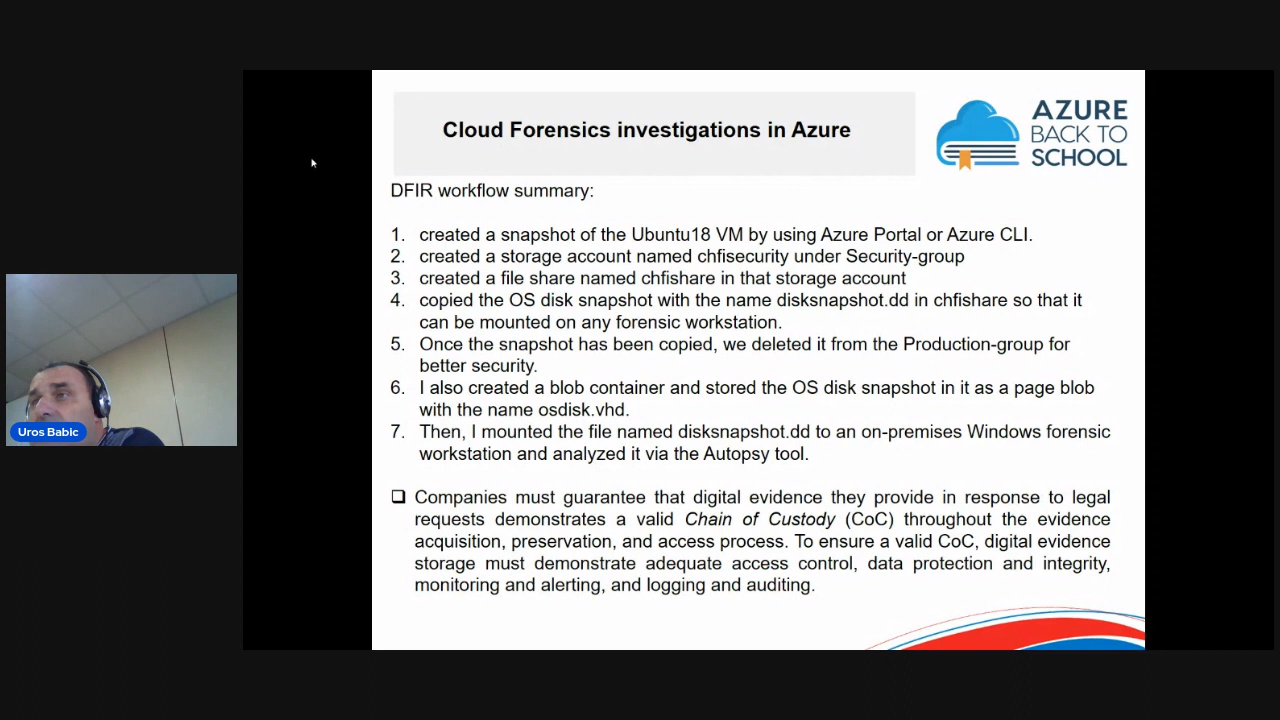 Cloud Forensics investigations in Azure
AZURE
BACK TO
SCHOOL
DFIR workflow summary:
1. created a snapshot of the Ubuntu18 VM by using Azure Portal or Azure CLI.
2. created a storage account named chfisecurity under Security-group
3. created a file share named chfishare in that storage account
4. copied the OS disk snapshot with the name disksnapshot.dd in chfishare so that it
can be mounted on any forensic workstation.
5. Once the snapshot has been copied, we deleted it from the Production-group for
better security.
6. I also created a blob container and stored the OS disk snapshot in it as a page blob
with the name osdisk.vhd.
7. Then, I mounted the file named disksnapshot.dd to an on-premises Windows forensic
workstation and analyzed it via the Autopsy tool.
Companies must guarantee that digital evidence they provide in response to legal
requests demonstrates a valid Chain of Custody (CoC) throughout the evidence
acquisition, preservation, and access process. To ensure a valid CoC, digital evidence
storage must demonstrate adequate access control, data protection and integrity,
monitoring and alerting, and logging and auditing.
Uros Babic